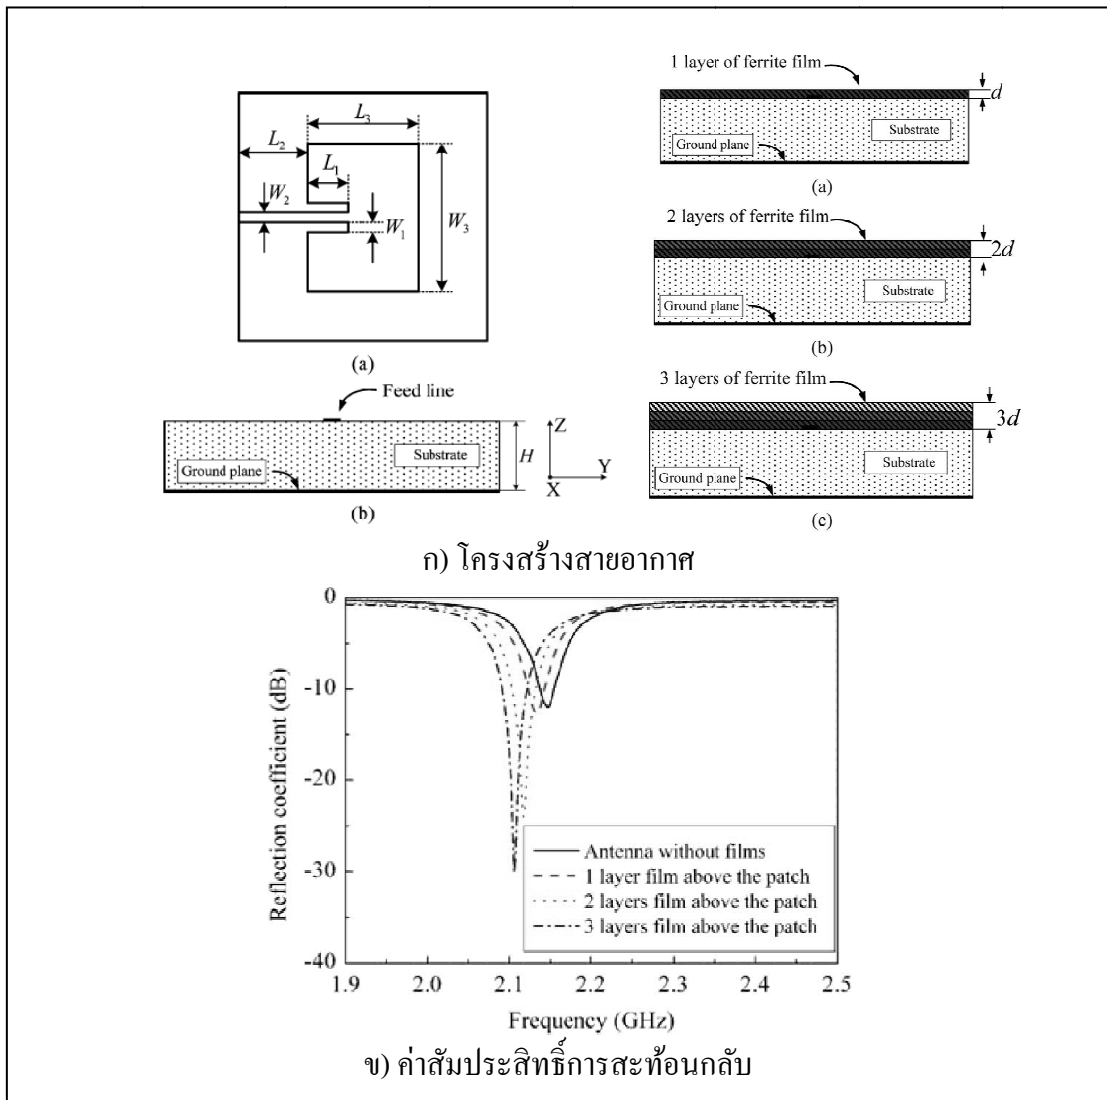 L3
L2
L1
W2
W1
W3
(a)
Feed line
Substrate
Ground plane
H
Z
Y
X
(b)
1 layer of ferrite film
d
Substrate
Ground plane
(a)
2 layers of ferrite film
2d
Substrate
Ground plane
(b)
3 layers of ferrite film
3d
Substrate
Ground plane
(c)
ก) โครงสร้างสายอากาศ
Reflection coefficient (dB)
0
-10
-20
-30
-40
Antenna without films
1 layer film above the patch
2 layers film above the patch
3 layers film above the patch
1.9 2.0 2.1 2.2 2.3 2.4 2.5
Frequency (GHz)
ข) ค่าสัมประสิทธิ์การสะท้อนกลับ